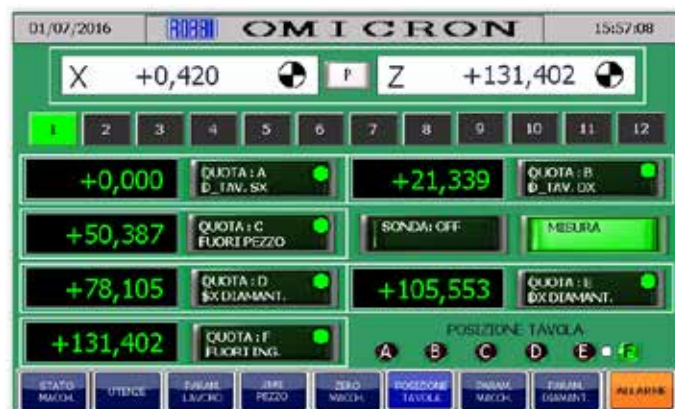 01/07/2016 ROBBI OMICRON 15:57:08
X +0,420 P Z +131,402
1 2 3 4 5 6 7 8 9 10 11 12
+0,000 QUOTA : A D_TAV. SX +21,339 QUOTA : B D_TAV. DX
+50,387 QUOTA : C FUORI PEZZO SONDA: OFF MISURA
+78,105 QUOTA : D SX DIAMANT. +105,553 QUOTA : E DX DIAMANT.
+131,402 QUOTA : F FUORI ING. POSIZIONE TAVOLA
A B C D E F
STATO MACCH. UTENZE PARAM. LAVORO PEZZO ZERO MACCH. POSIZIONE TAVOLA PARAM. MACCH. PARAM. DIAMANT. ALLARMI